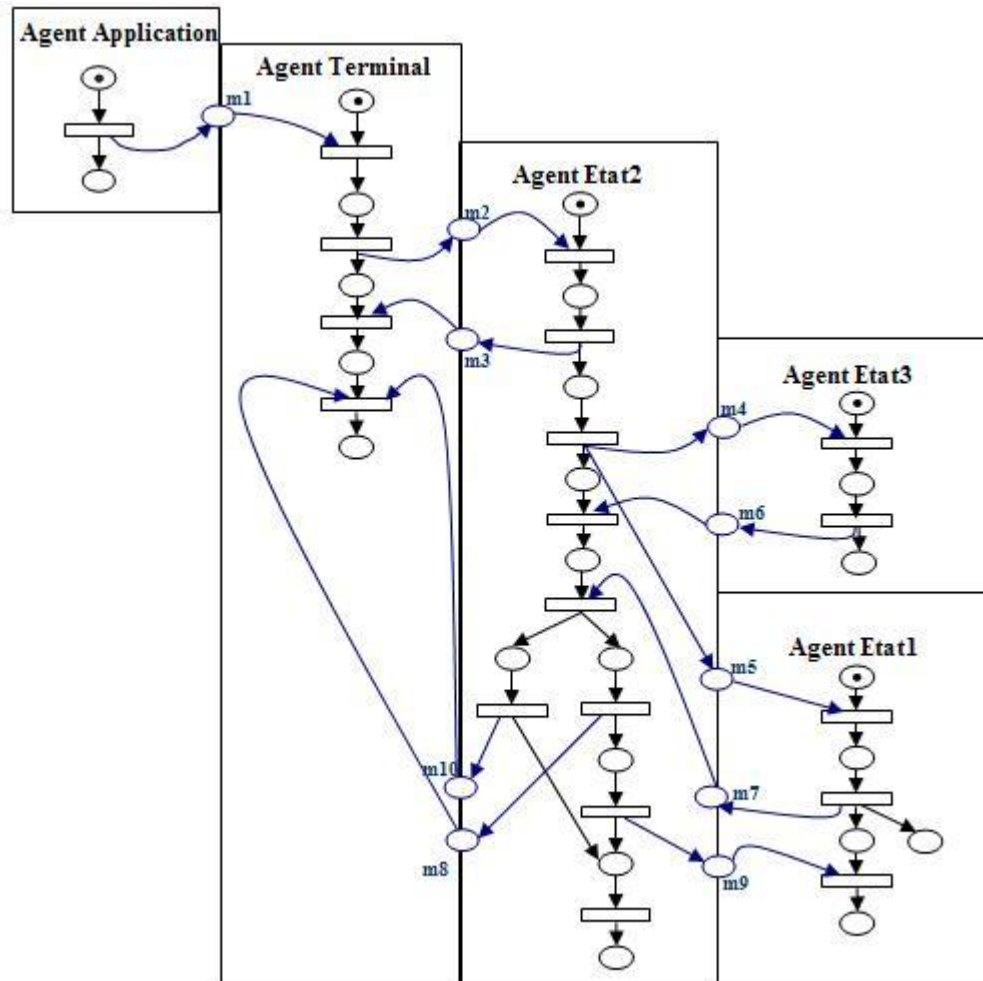 Agent Application
Agent Terminal
m1
Agent Etat2
m2
m3
Agent Etat3
m4
m6
Agent Etat1
m5
m10
m7
m8
m9